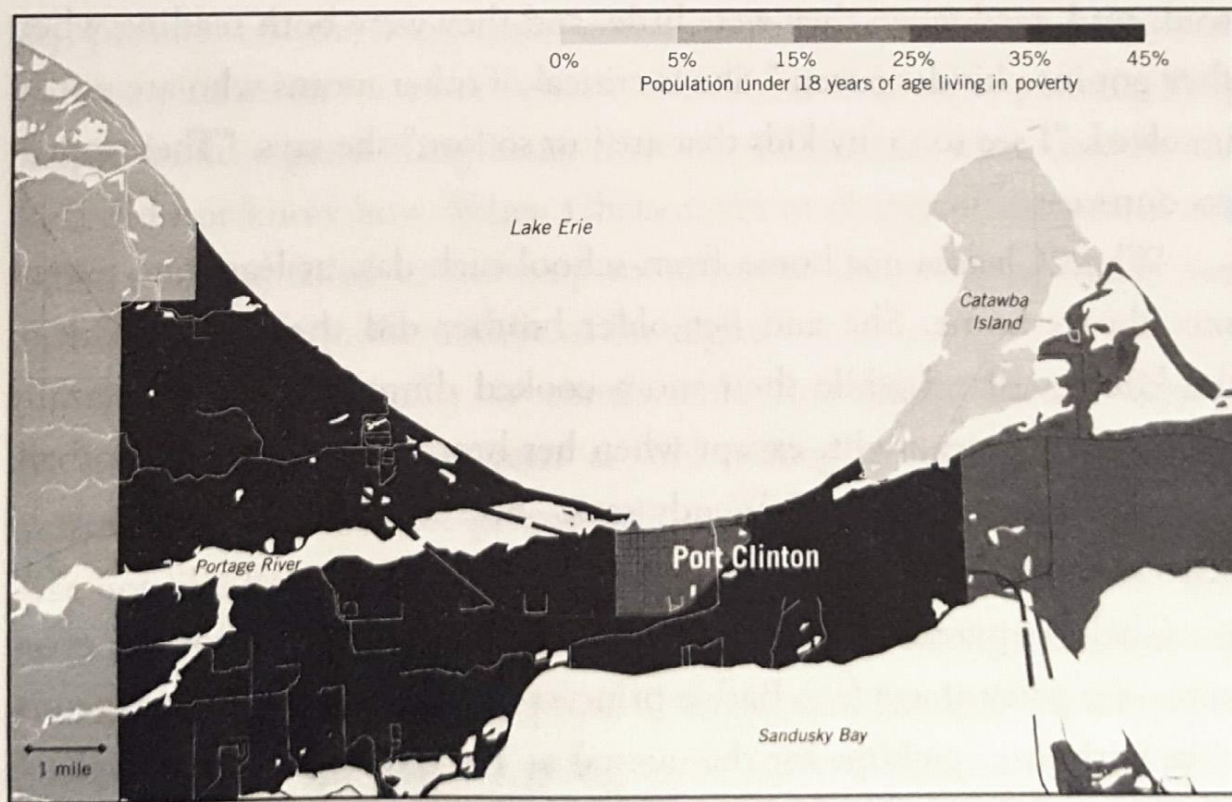 0% 5% 15% 25% 35% 45%
Population under 18 years of age living in poverty
Lake Erie
Catawba
Island
Port Clinton
Portage River
Sandusky Bay
1 mile